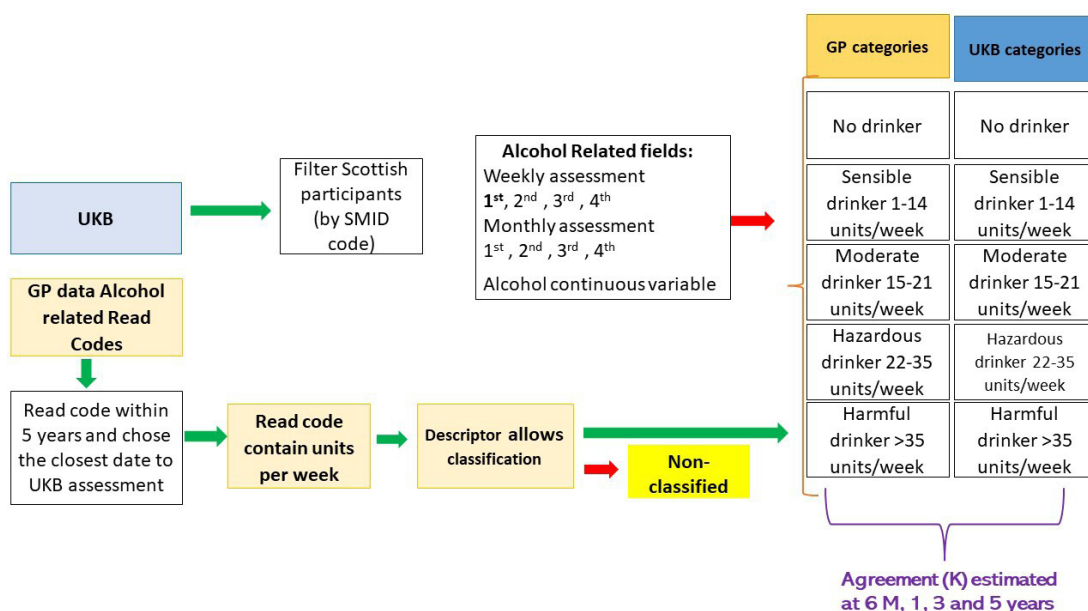 GP categories
UKB categories
No drinker
No drinker
Sensible
drinker 1-14
units/week
Sensible
drinker 1-14
units/week
Moderate
drinker 15-21
units/week
Moderate
drinker 15-21
units/week
Hazardous
drinker 22-35
units/week
Hazardous
drinker 22-35
units/week
Harmful
drinker >35
units/week
Harmful
drinker >35
units/week
UKB
Filter Scottish
participants
(by SMID
code)
Alcohol Related fields:
Weekly assessment
1st, 2nd , 3rd , 4th
Monthly assessment
1st , 2nd , 3rd , 4th
Alcohol continuous variable
GP data Alcohol
related Read
Codes
Read code within
5 years and chose
the closest date to
UKB assessment
Read code
contain units
per week
Descriptor allows
classification
Non-
classified
Agreement (K) estimated
at 6 M, 1, 3 and 5 years